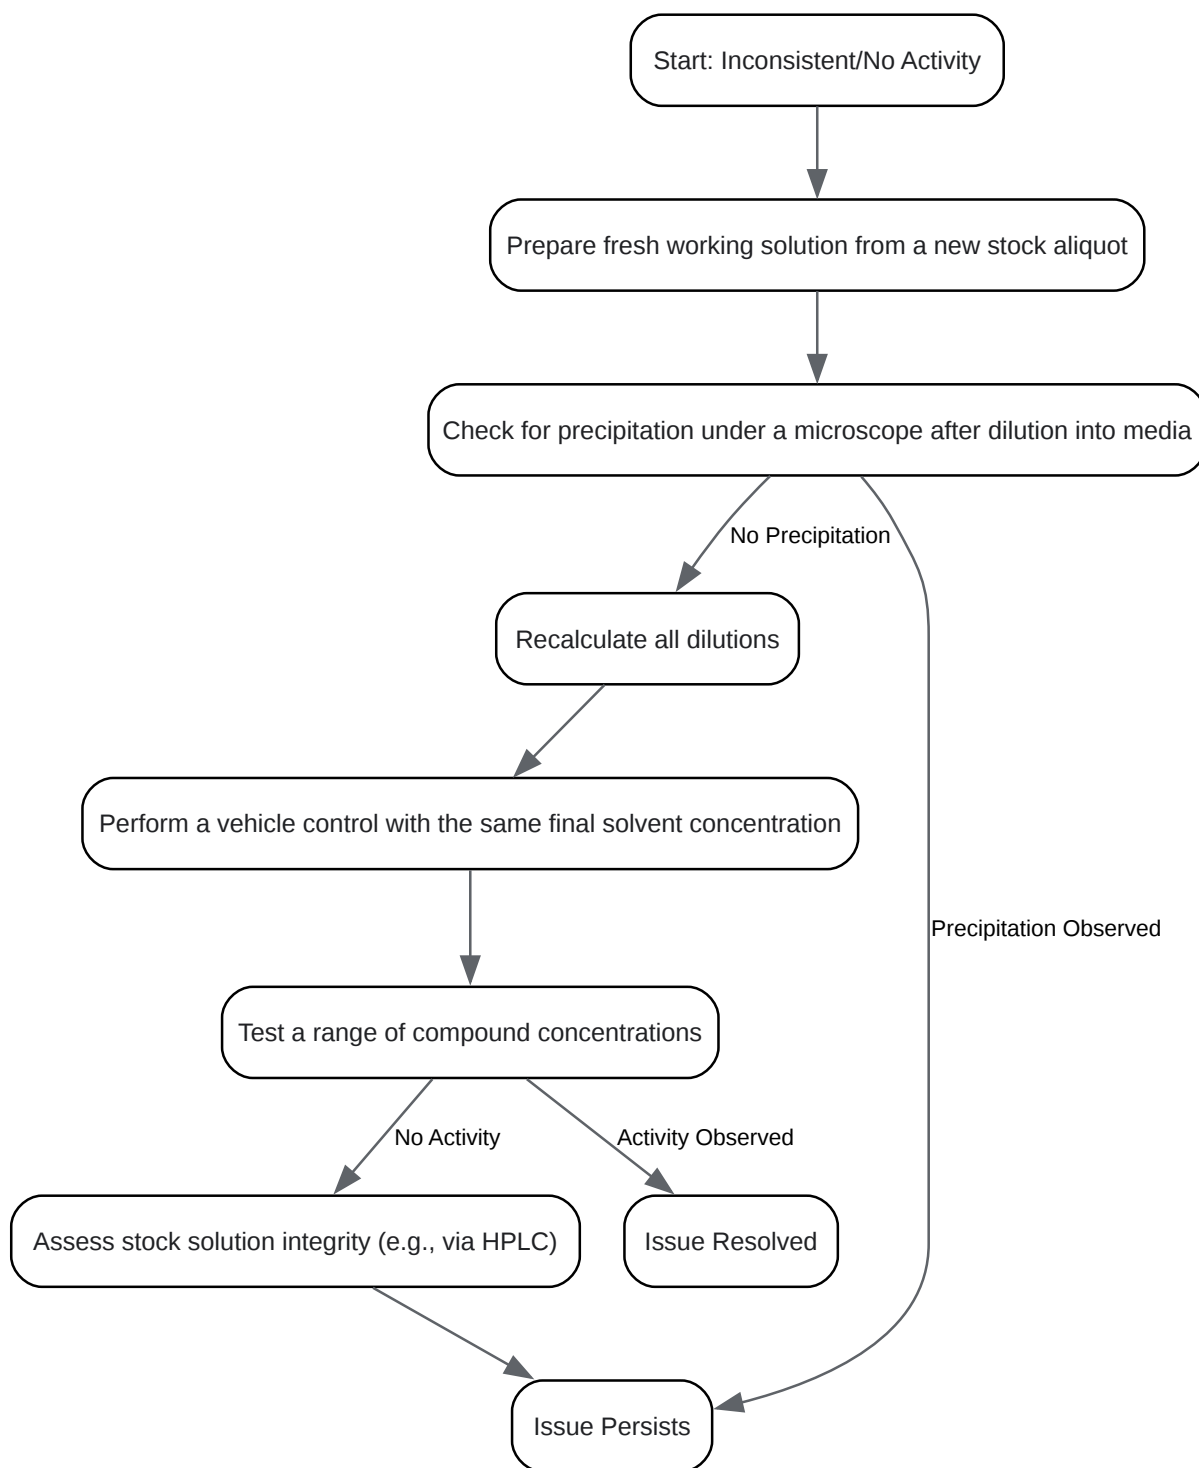 Start: Inconsistent/No Activity
Prepare fresh working solution from a new stock aliquot
Check for precipitation under a microscope after dilution into media
No Precipitation
Recalculate all dilutions
Perform a vehicle control with the same final solvent concentration
Precipitation Observed
Test a range of compound concentrations
No Activity
Activity Observed
Assess stock solution integrity (e.g., via HPLC)
Issue Resolved
Issue Persists